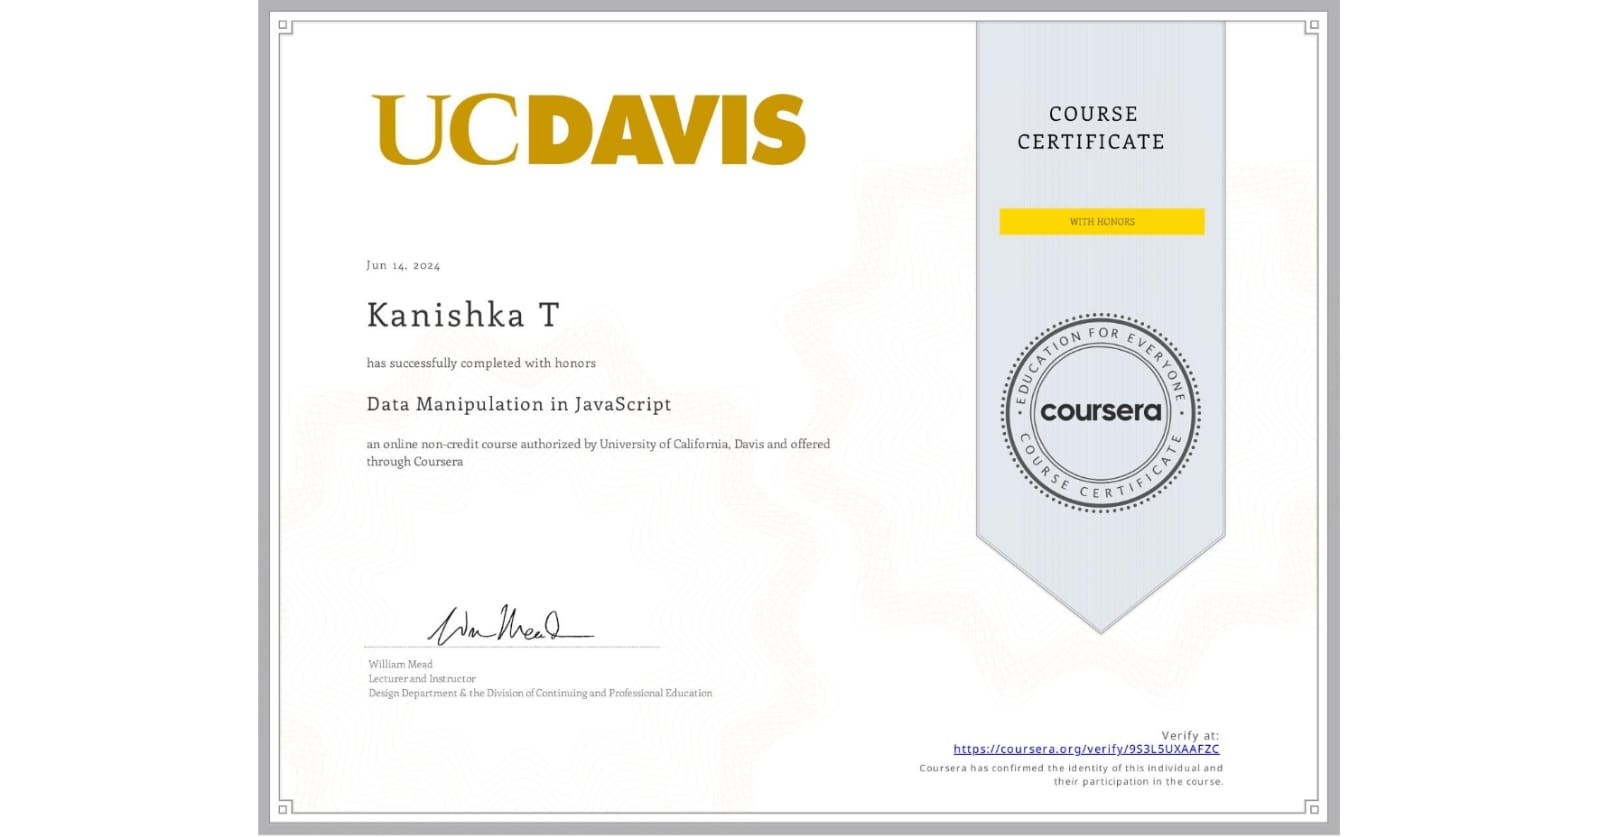 UCDAVIS
COURSE
CERTIFICATE
WITH HONORS
Jun 14, 2024
Kanishka T
has successfully completed with honors
Data Manipulation in JavaScript
an online non-credit course authorized by University of California, Davis and offered
through Coursera
EDUCATION FOR EVERYONE
coursera
COURSE CERTIFICATE
William Mead
Lecturer and Instructor
Design Department & the Division of Continuing and Professional Education
Verify at:
https://coursera.org/verify/9S3L5UXAAFZC
Coursera has confirmed the identity of this individual and
their participation in the course.